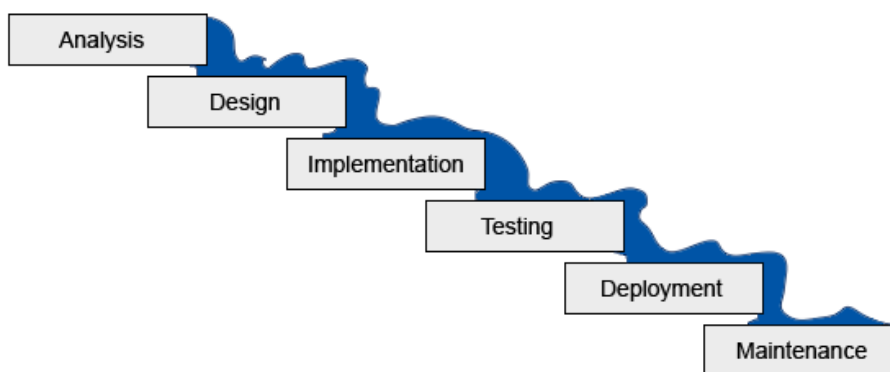 Analysis
Design
Implementation
Testing
Deployment
Maintenance